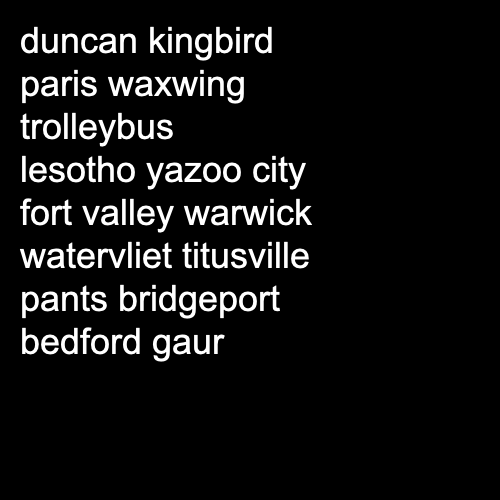 duncan kingbird
paris waxwing
trolleybus
lesotho yazoo city
fort valley warwick
watervliet titusville
pants bridgeport
bedford gaur